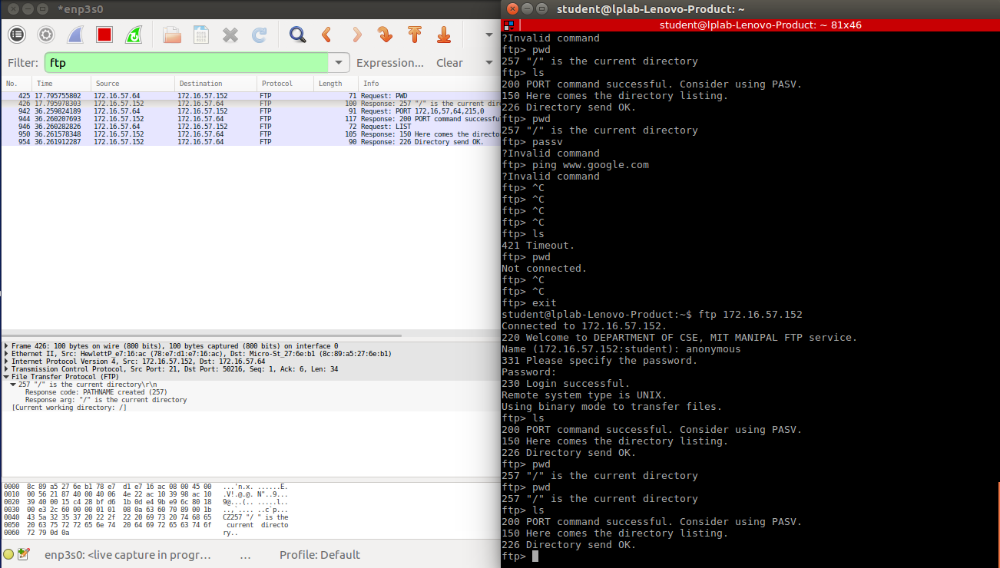 *enp3s0
Filter: ftp Expression... Clear
No. Time Source Destination Protocol Length Info
425 17.795755802 172.16.57.64 172.16.57.152 FTP 71 Request: PWD
426 17.795978303 172.16.57.152 172.16.57.64 FTP 100 Response: 257 "/" is the current dire
942 36.259824189 172.16.57.64 172.16.57.152 FTP 91 Request: PORT 172,16,57,64,215,0
944 36.260207693 172.16.57.152 172.16.57.64 FTP 117 Response: 200 PORT command successfu
946 36.260282826 172.16.57.64 172.16.57.152 FTP 72 Request: LIST
950 36.261578348 172.16.57.152 172.16.57.64 FTP 105 Response: 150 Here comes the directo
954 36.261912287 172.16.57.152 172.16.57.64 FTP 90 Response: 226 Directory send OK.
Frame 426: 100 bytes on wire (800 bits), 100 bytes captured (800 bits) on interface 0
Ethernet II, Src: HewlettP_e7:16:ac (78:e7:d1:e7:16:ac), Dst: Micro-St_27:6e:b1 (8c:89:a5:27:6e:b1)
Internet Protocol Version 4, Src: 172.16.57.152, Dst: 172.16.57.64
Transmission Control Protocol, Src Port: 21, Dst Port: 50216, Seq: 1, Ack: 6, Len: 34
File Transfer Protocol (FTP)
257 "/" is the current directory\r\n
Response code: PATHNAME created (257)
Response arg: "/" is the current directory
[Current working directory: /]
0000 8c 89 a5 27 6e b1 78 e7 d1 e7 16 ac 08 00 45 00 ...'n.x. ......E.
0010 00 56 21 87 40 00 40 06 4e 22 ac 10 39 98 ac 10 .V!.@.@. N"..9...
0020 39 40 00 15 c4 28 bf d6 1b 0d e4 9b e9 6c 80 18 9@...(.. .....l..
0030 00 e3 2c 60 00 00 01 01 08 0a 63 60 70 89 00 1b ..,`.... ..c`p...
0040 43 5a 32 35 37 20 22 2f 22 20 69 73 20 74 68 65 CZ257 "/ " is the
0050 20 63 75 72 72 65 6e 74 20 64 69 72 65 63 74 6f current directo
0060 72 79 0d 0a ry..
enp3s0: <live capture in progr... ... Profile: Default
student@lplab-Lenovo-Product: ~
student@lplab-Lenovo-Product: ~ 81x46
?Invalid command
ftp> pwd
257 "/" is the current directory
ftp> ls
200 PORT command successful. Consider using PASV.
150 Here comes the directory listing.
226 Directory send OK.
ftp> pwd
257 "/" is the current directory
ftp> passv
?Invalid command
ftp> ping www.google.com
?Invalid command
ftp> ^C
ftp> ^C
ftp> ^C
ftp> ^C
ftp> ls
421 Timeout.
ftp> pwd
Not connected.
ftp> ^C
ftp> ^C
ftp> exit
student@lplab-Lenovo-Product:~$ ftp 172.16.57.152
Connected to 172.16.57.152.
220 Welcome to DEPARTMENT OF CSE, MIT MANIPAL FTP service.
Name (172.16.57.152:student): anonymous
331 Please specify the password.
Password:
230 Login successful.
Remote system type is UNIX.
Using binary mode to transfer files.
ftp> ls
200 PORT command successful. Consider using PASV.
150 Here comes the directory listing.
226 Directory send OK.
ftp> pwd
257 "/" is the current directory
ftp> pwd
257 "/" is the current directory
ftp> ls
200 PORT command successful. Consider using PASV.
150 Here comes the directory listing.
226 Directory send OK.
ftp>